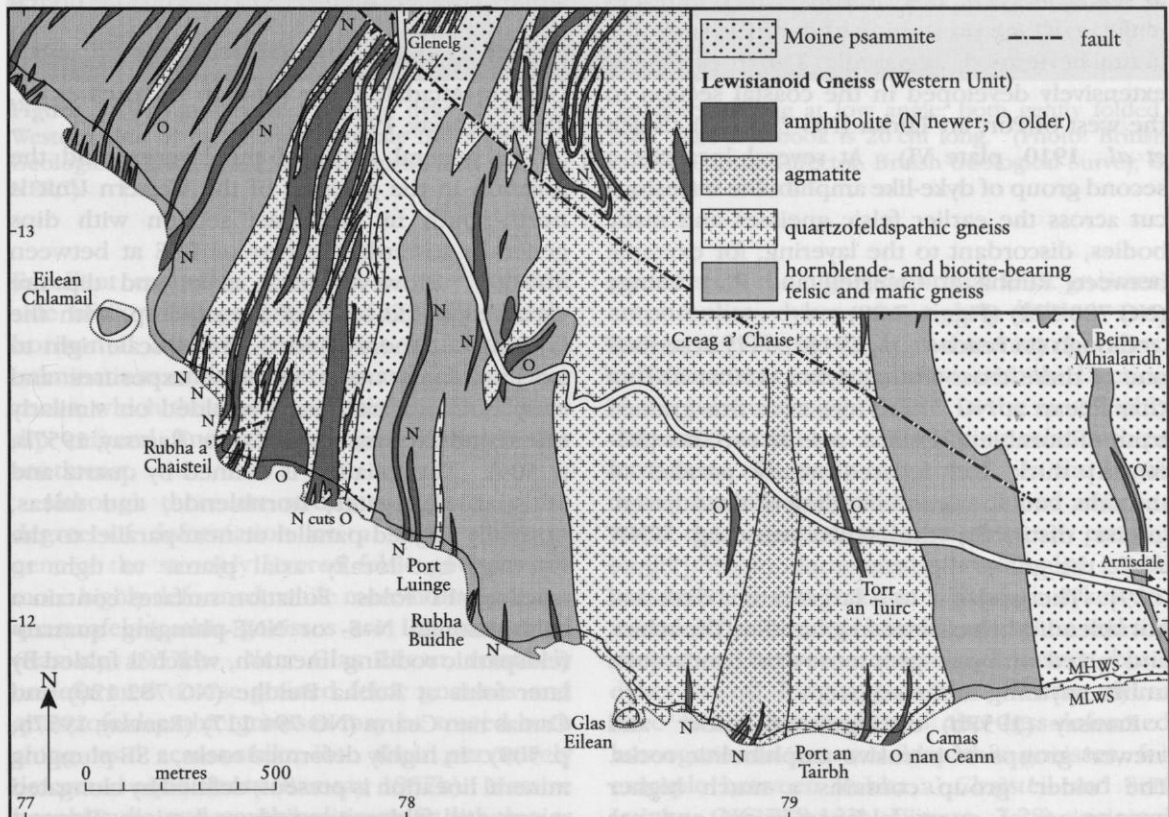 Moine psammite
fault
Lewisianoid Gneiss (Western Unit)
amphibolite (N newer; O older)
agmatite
quartzofeldspathic gneiss
hornblende- and biotite-bearing
felsic and mafic gneiss
Glenelg
N
N
N
O
N
N
N
13
N
O
Eilean
Chlamail
Creag a' Chaise
Beinn
Mhialaridh
N
N
O
N
N
N
O
Rubha a'
Chaisteil
O
N cuts O
O
O
Arnisdale
N
Port
Luinge
Torr
an Tuirc
12
Rubha
Buidhe
N
MHWS
MLWS
N
Glas
Eilean
N
N
Port an
Tairbh
Camas
nan Ceann
0 metres 500
77
78
79